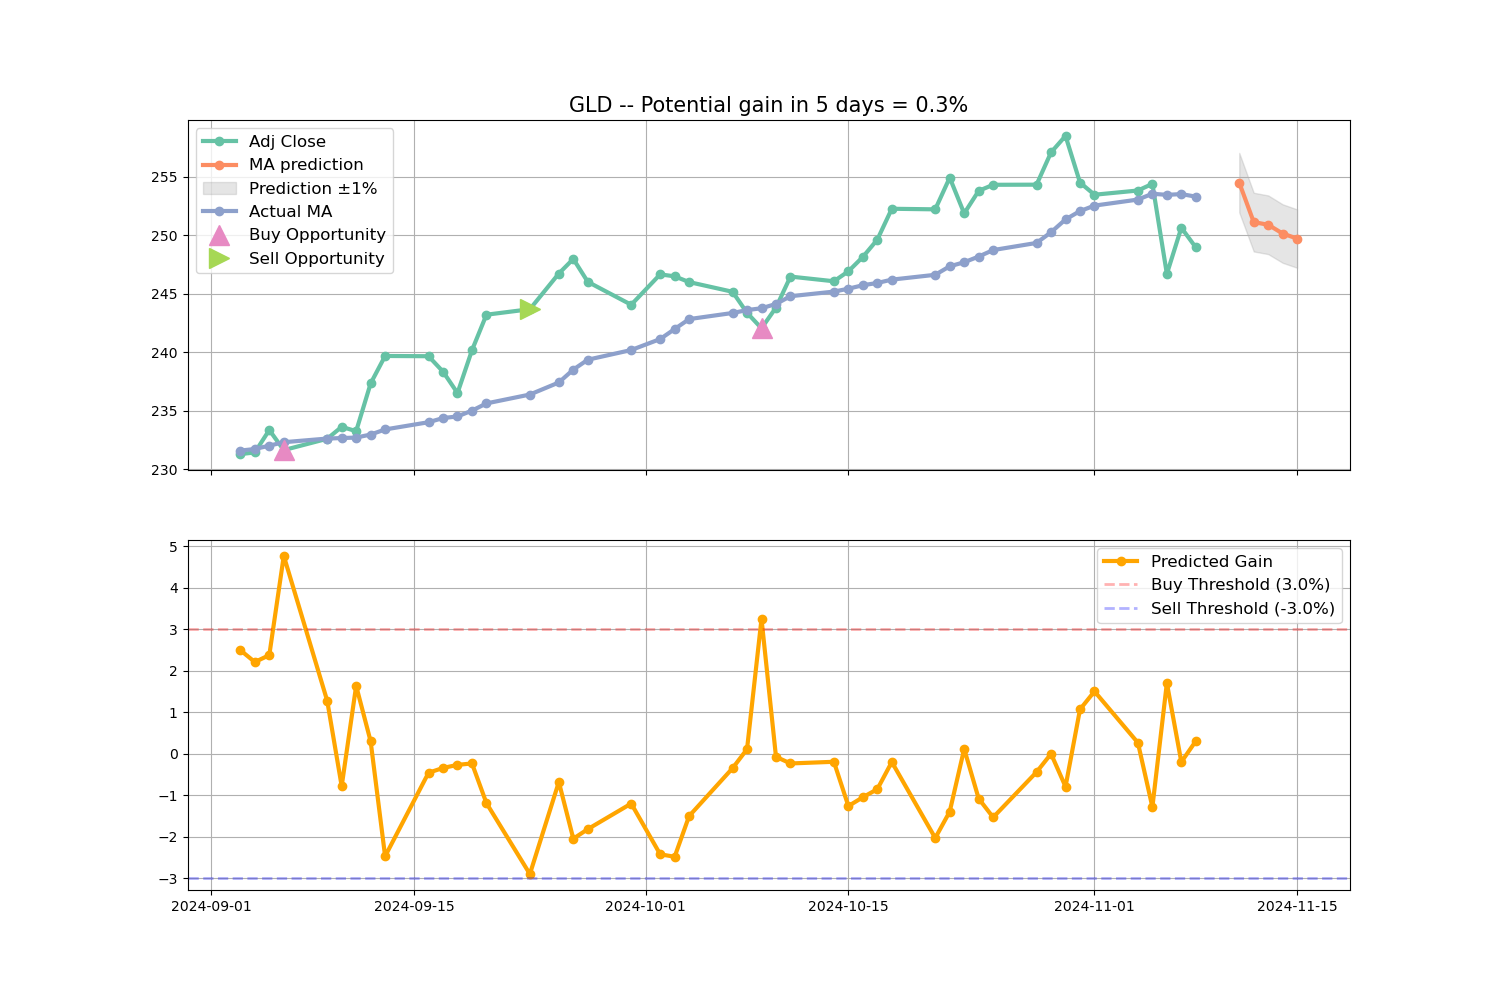 GLD -- Potential gain in 5 days = 0.3%
Adj Close
MA prediction
Prediction ±1%
Actual MA
Buy Opportunity
Sell Opportunity
255
250
245
240
235
230
Predicted Gain
Buy Threshold (3.0%)
Sell Threshold (-3.0%)
5
4
3
2
1
0
−1
−2
−3
2024-09-01
2024-09-15
2024-10-01
2024-10-15
2024-11-01
2024-11-15